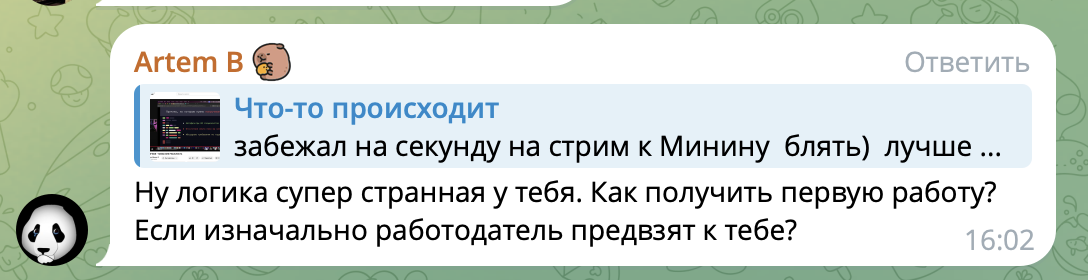 Artem B
Ответить
Что-то происходит
забежал на секунду на стрим к Минину блять) лучше ...
Ну логика супер странная у тебя. Как получить первую работу?
Если изначально работодатель предвзят к тебе?
16:02